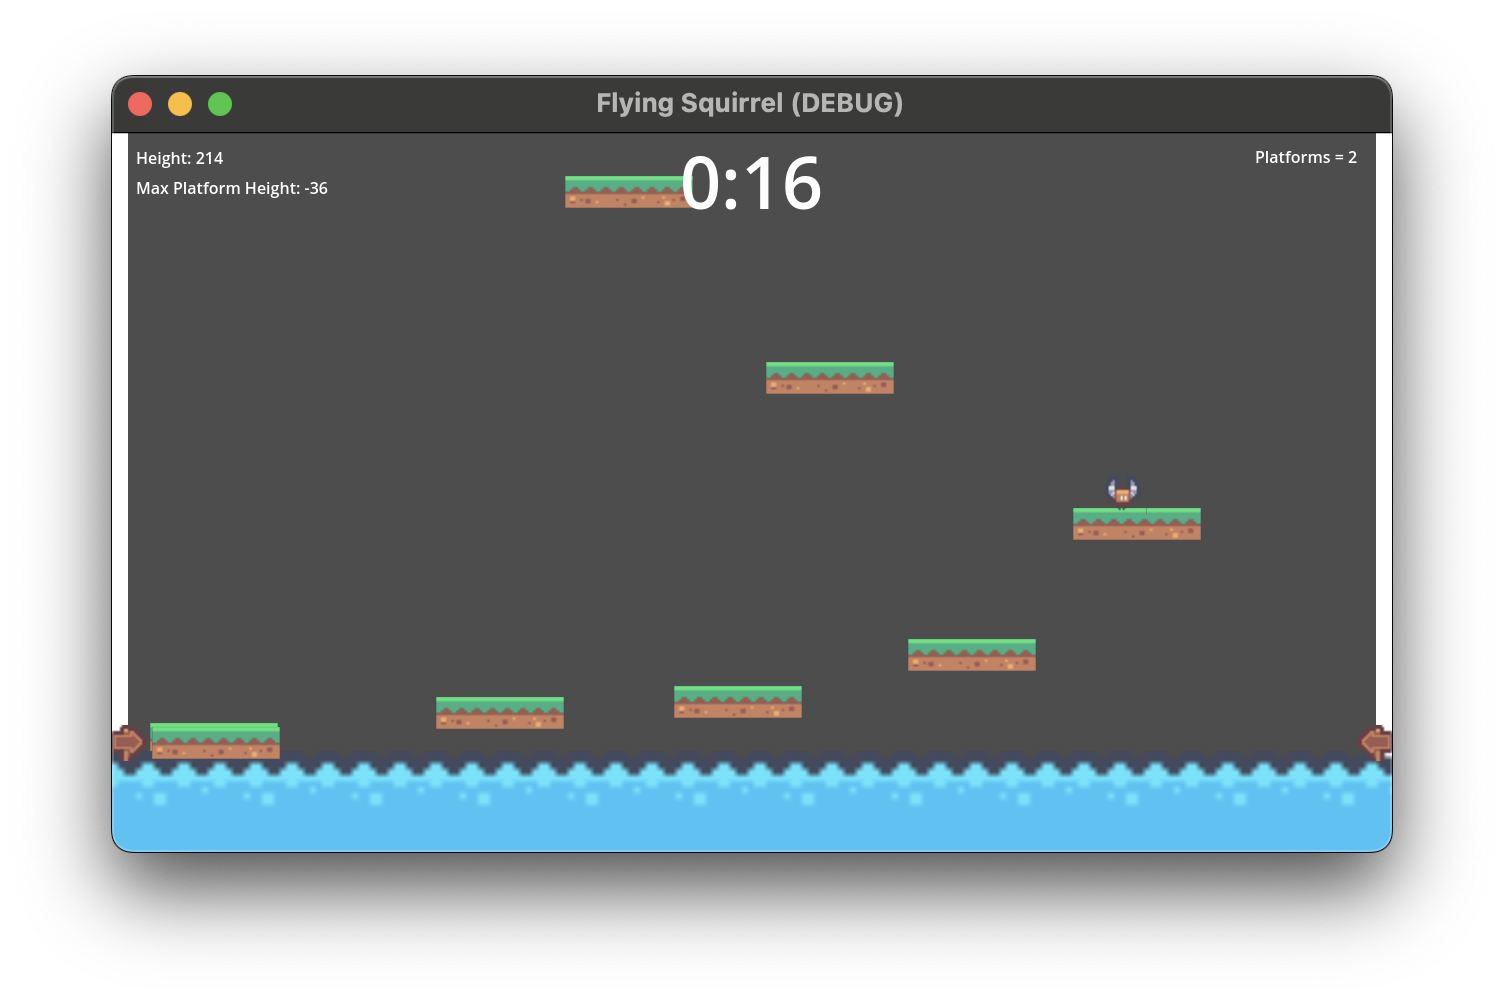 Flying Squirrel (DEBUG)
Height: 214
0:16
Platforms = 2
Max Platform Height: -36